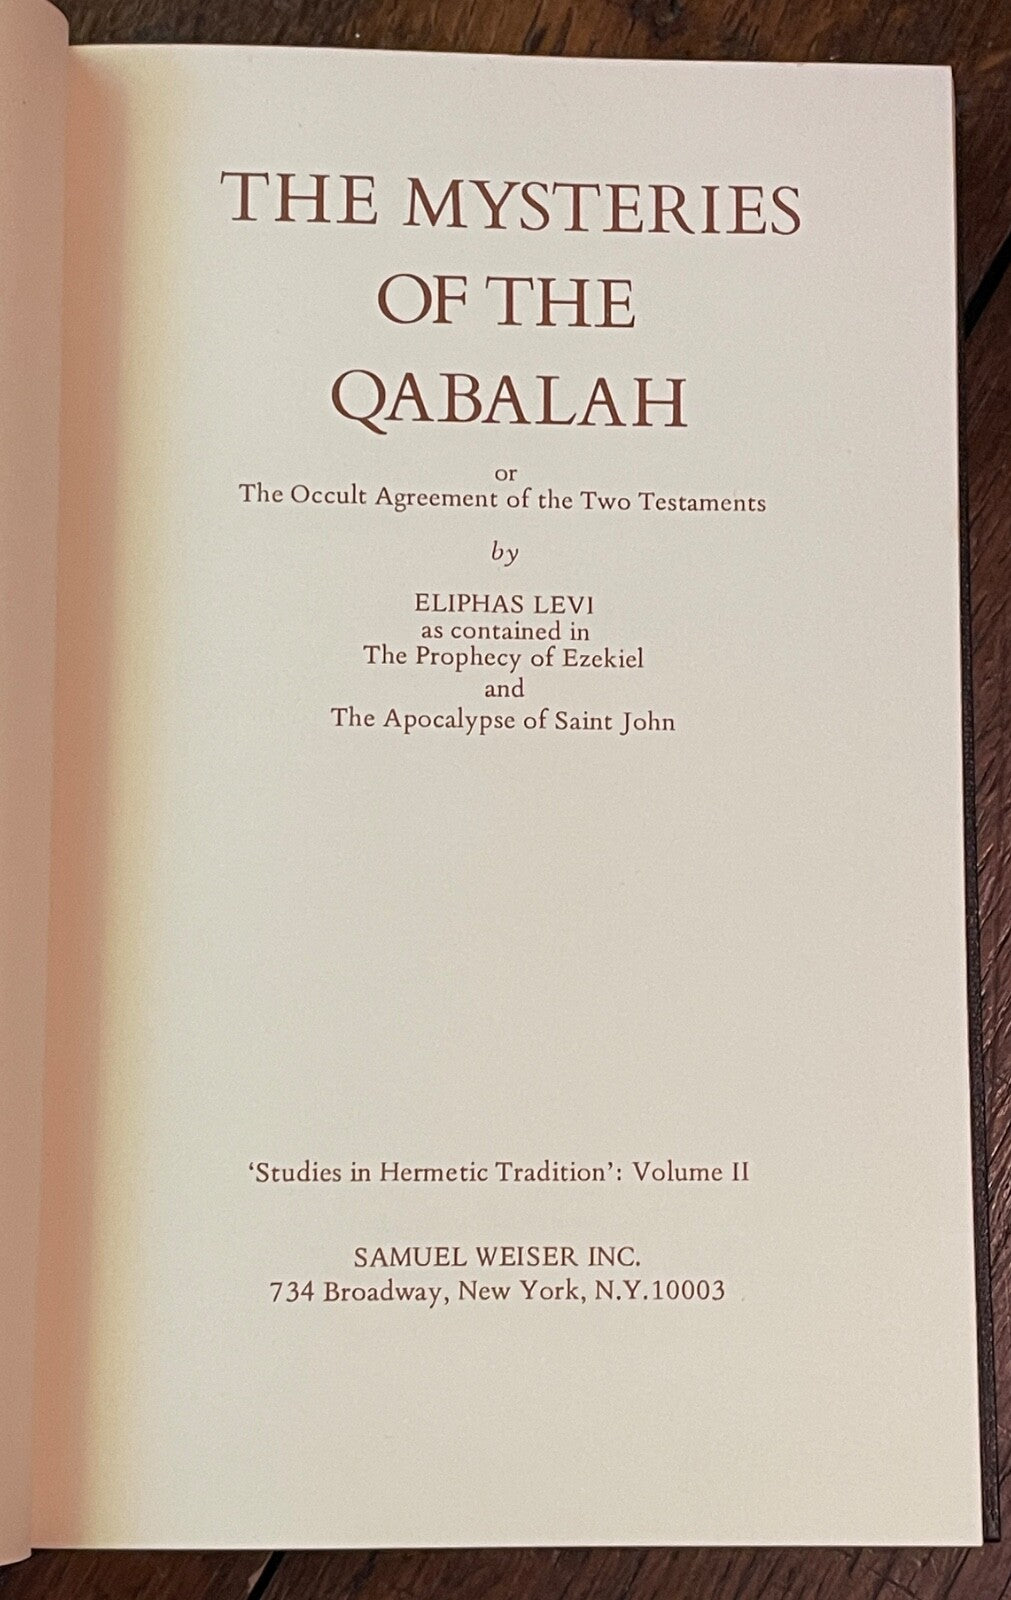 THE MYSTERIES
OF THE
QABALAH
or
The Occult Agreement of the Two Testaments
by
ELIPHAS LEVI
as contained in
The Prophecy of Ezekiel
and
The Apocalypse of Saint John
‘Studies in Hermetic Tradition’: Volume II
SAMUEL WEISER INC.
734 Broadway, New York, N.Y.10003